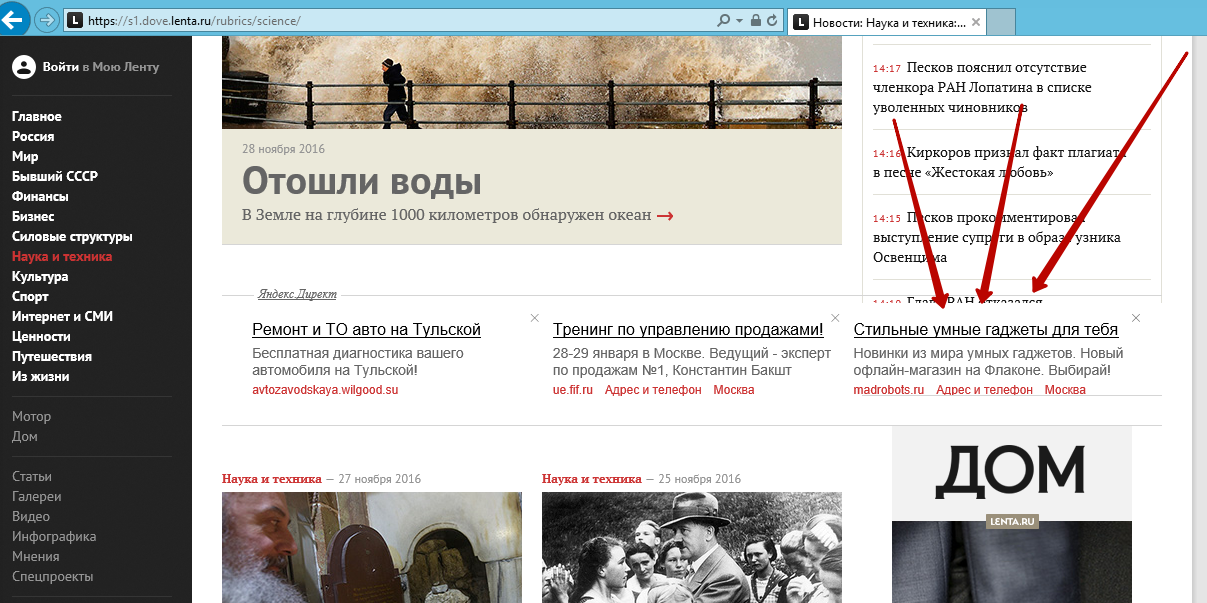 https://s1.dove.lenta.ru/rubrics/science/
Новости: Наука и техника:...
Войти в Мою Ленту
Главное
Россия
Мир
Бывший СССР
Финансы
Бизнес
Силовые структуры
Наука и техника
Культура
Спорт
Интернет и СМИ
Ценности
Путешествия
Из жизни
Мотор
Дом
Статьи
Галереи
Видео
Инфографика
Мнения
Спецпроекты
28 ноября 2016
Отошли воды
В Земле на глубине 1000 километров обнаружен океан →
14:17 Песков пояснил отсутствие
членкора РАН Лопатина в списке
уволенных чиновников
14:16 Киркоров признал факт плагиата
в песне «Жестокая любовь»
14:15 Песков прокомментировал
выступление супруги в образе узника
Освенцима
РАН отказался
Яндекс.Директ
Ремонт и ТО авто на Тульской
Бесплатная диагностика вашего
автомобиля на Тульской!
avtozavodskaya.wilgood.su
Тренинг по управлению продажами!
28-29 января в Москве. Ведущий - эксперт
по продажам №1, Константин Бакшт
ue.fif.ru Адрес и телефон Москва
Стильные умные гаджеты для тебя
Новинки из мира умных гаджетов. Новый
офлайн-магазин на Флаконе. Выбирай!
madrobots.ru Адрес и телефон Москва
Наука и техника — 27 ноября 2016
Наука и техника — 25 ноября 2016
ДОМ
LENTA.RU